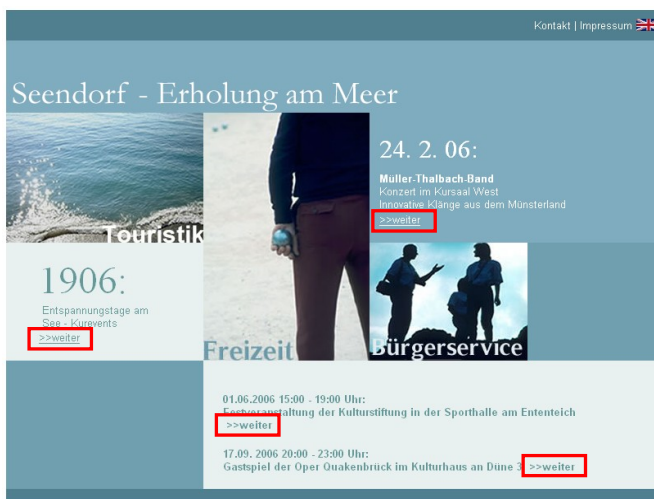 Kontakt | Impressum
Seendorf - Erholung am Meer
24. 2. 06:
Müller-Thalbach-Band
Konzert im Kursaal West
Innovative Klänge aus dem Münsterland
>>weiter
Touristik
1906:
Entspannungstage am
See - Kurevents
>>weiter
Freizeit
Bürgerservice
01.06.2006 15:00 - 19:00 Uhr:
Festveranstaltung der Kulturstiftung in der Sporthalle am Ententeich
>>weiter
17.09. 2006 20:00 - 23:00 Uhr:
Gastspiel der Oper Quakenbrück im Kulturhaus an Düne 3 >>weiter